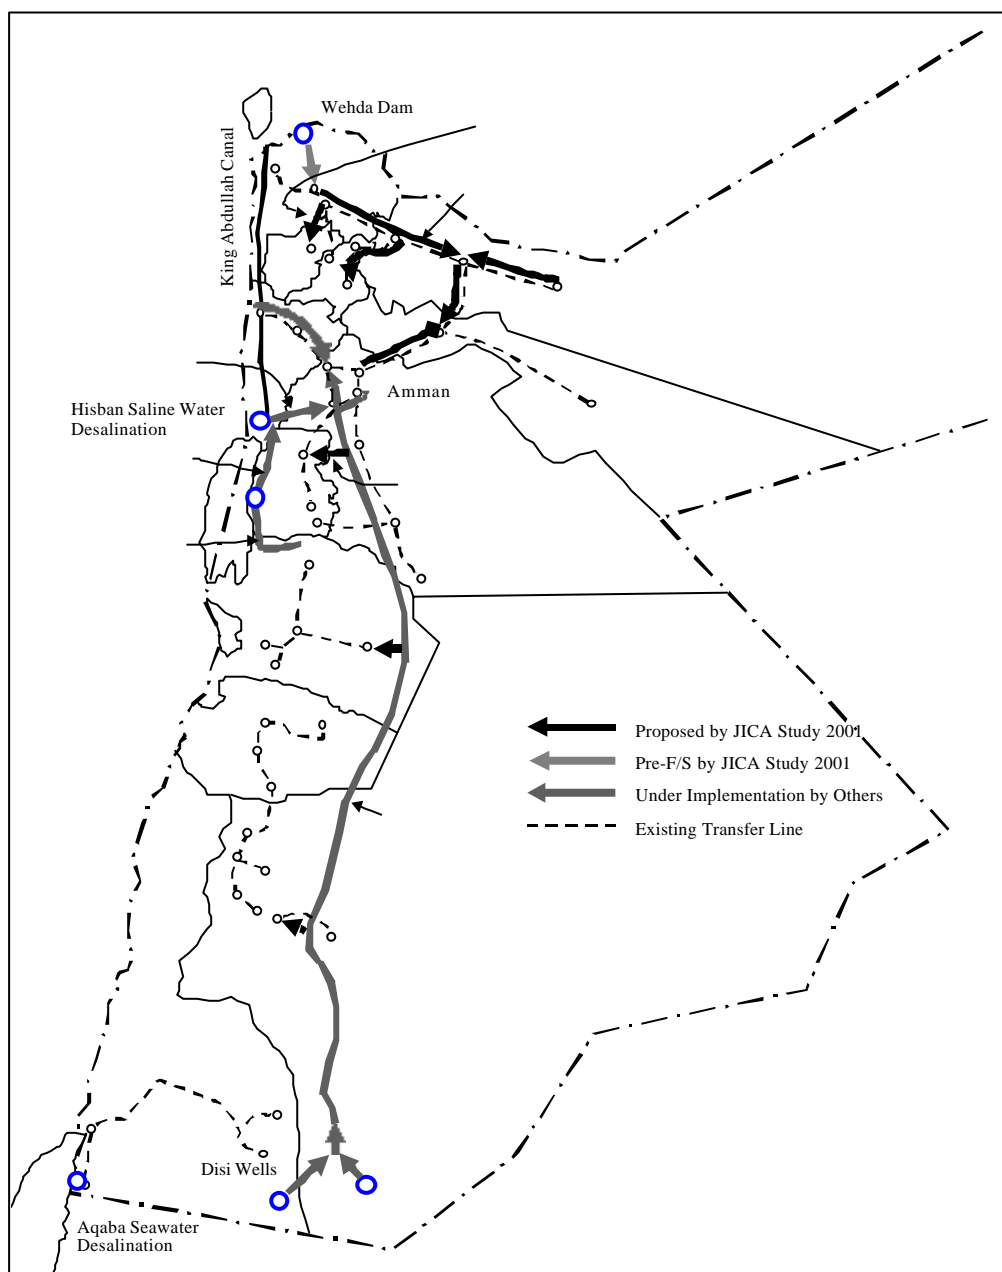 Wehda Dam
King Abdullah Canal
Amman
Hisban Saline Water
Desalination
Proposed by JICA Study 2001
Pre-F/S by JICA Study 2001
Under Implementation by Others
Existing Transfer Line
Disi Wells
Aqaba Seawater
Desalination